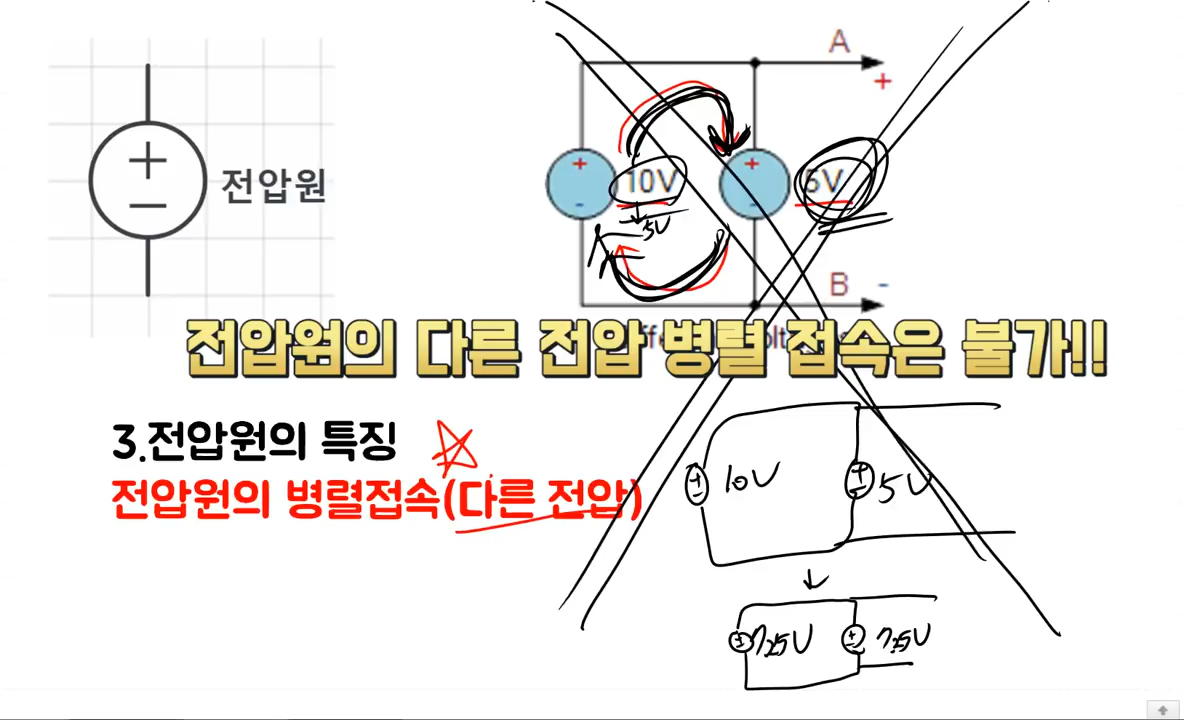 A
+
전압원
+
+
10V
5V
-
-
5V
B -
전압원의 다른 전압 병렬 접속은 불가!!
3.전압원의 특징
전압원의 병렬접속(다른 전압)
10V
5V
7.5V